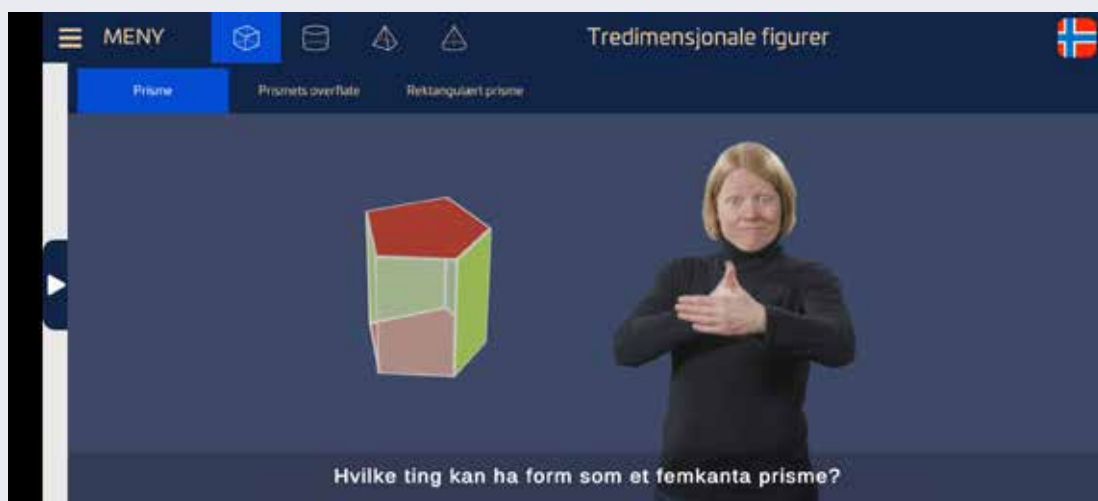 MENY
Tredimensjonale figurer
Prisme
Prismets overflate
Rektangulært prisme
Hvilke ting kan ha form som et femkanta prisme?